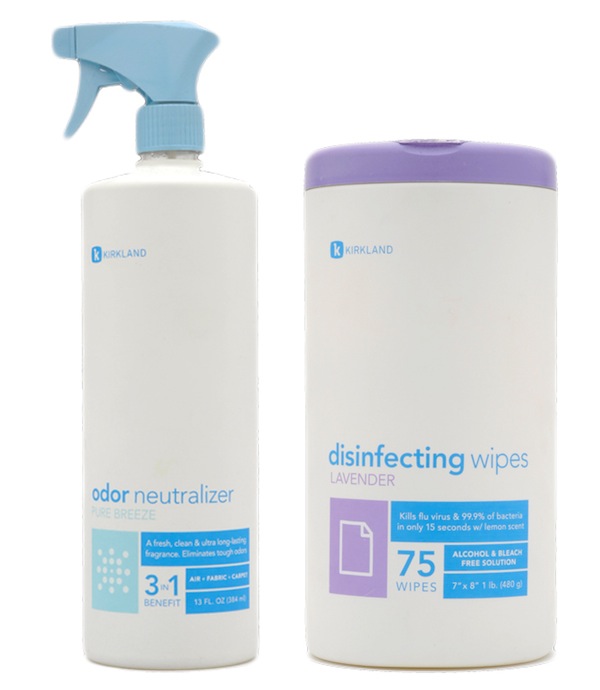 k KIRKLAND
odor neutralizer
PURE BREEZE
A fresh, clean & ultra long-lasting
fragrance. Eliminates tough odors
3 IN 1
BENEFIT
AIR • FABRIC • CARPET
13 FL. OZ (384 ml)
k KIRKLAND
disinfecting wipes
LAVENDER
Kills flu virus & 99.9% of bacteria
in only 15 seconds w/ lemon scent
75
WIPES
ALCOHOL & BLEACH
FREE SOLUTION
7" x 8" 1 lb. (480 g)